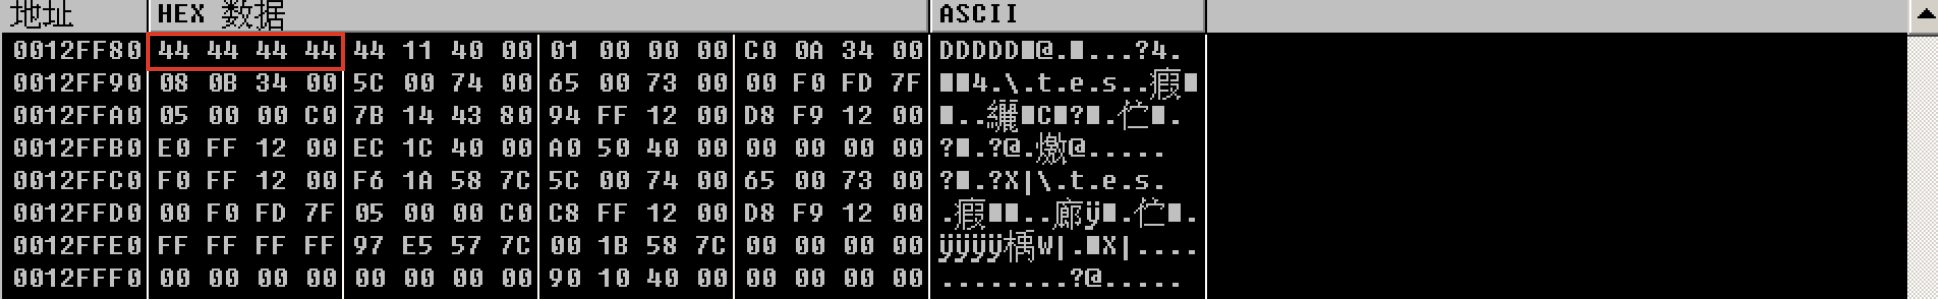 地址 HEX 数据 ASCII
0012FF80 44 44 44 44 44 11 40 00 01 00 00 00 C0 0A 34 00 DDDDD■@.■...?4.
0012FF90 08 0B 34 00 5C 00 74 00 65 00 73 00 00 F0 FD 7F ■■4.\.t.e.s..瘕■
0012FFA0 05 00 00 C0 7B 14 43 80 94 FF 12 00 D8 F9 12 00 ■..纚■C■?■.伫■.
0012FFB0 E0 FF 12 00 EC 1C 40 00 A0 50 40 00 00 00 00 00 ?■.?@.燩@.....
0012FFC0 F0 FF 12 00 F6 1A 58 7C 5C 00 74 00 65 00 73 00 ?■.?X|\.t.e.s.
0012FFD0 00 F0 FD 7F 05 00 00 C0 C8 FF 12 00 D8 F9 12 00 .瘕■■..廊ÿ■.伫■.
0012FFE0 FF FF FF FF 97 E5 57 7C 00 1B 58 7C 00 00 00 00 ÿÿÿÿ楀W|.■X|....
0012FFF0 00 00 00 00 00 00 00 00 90 10 40 00 00 00 00 00 ........?@.....